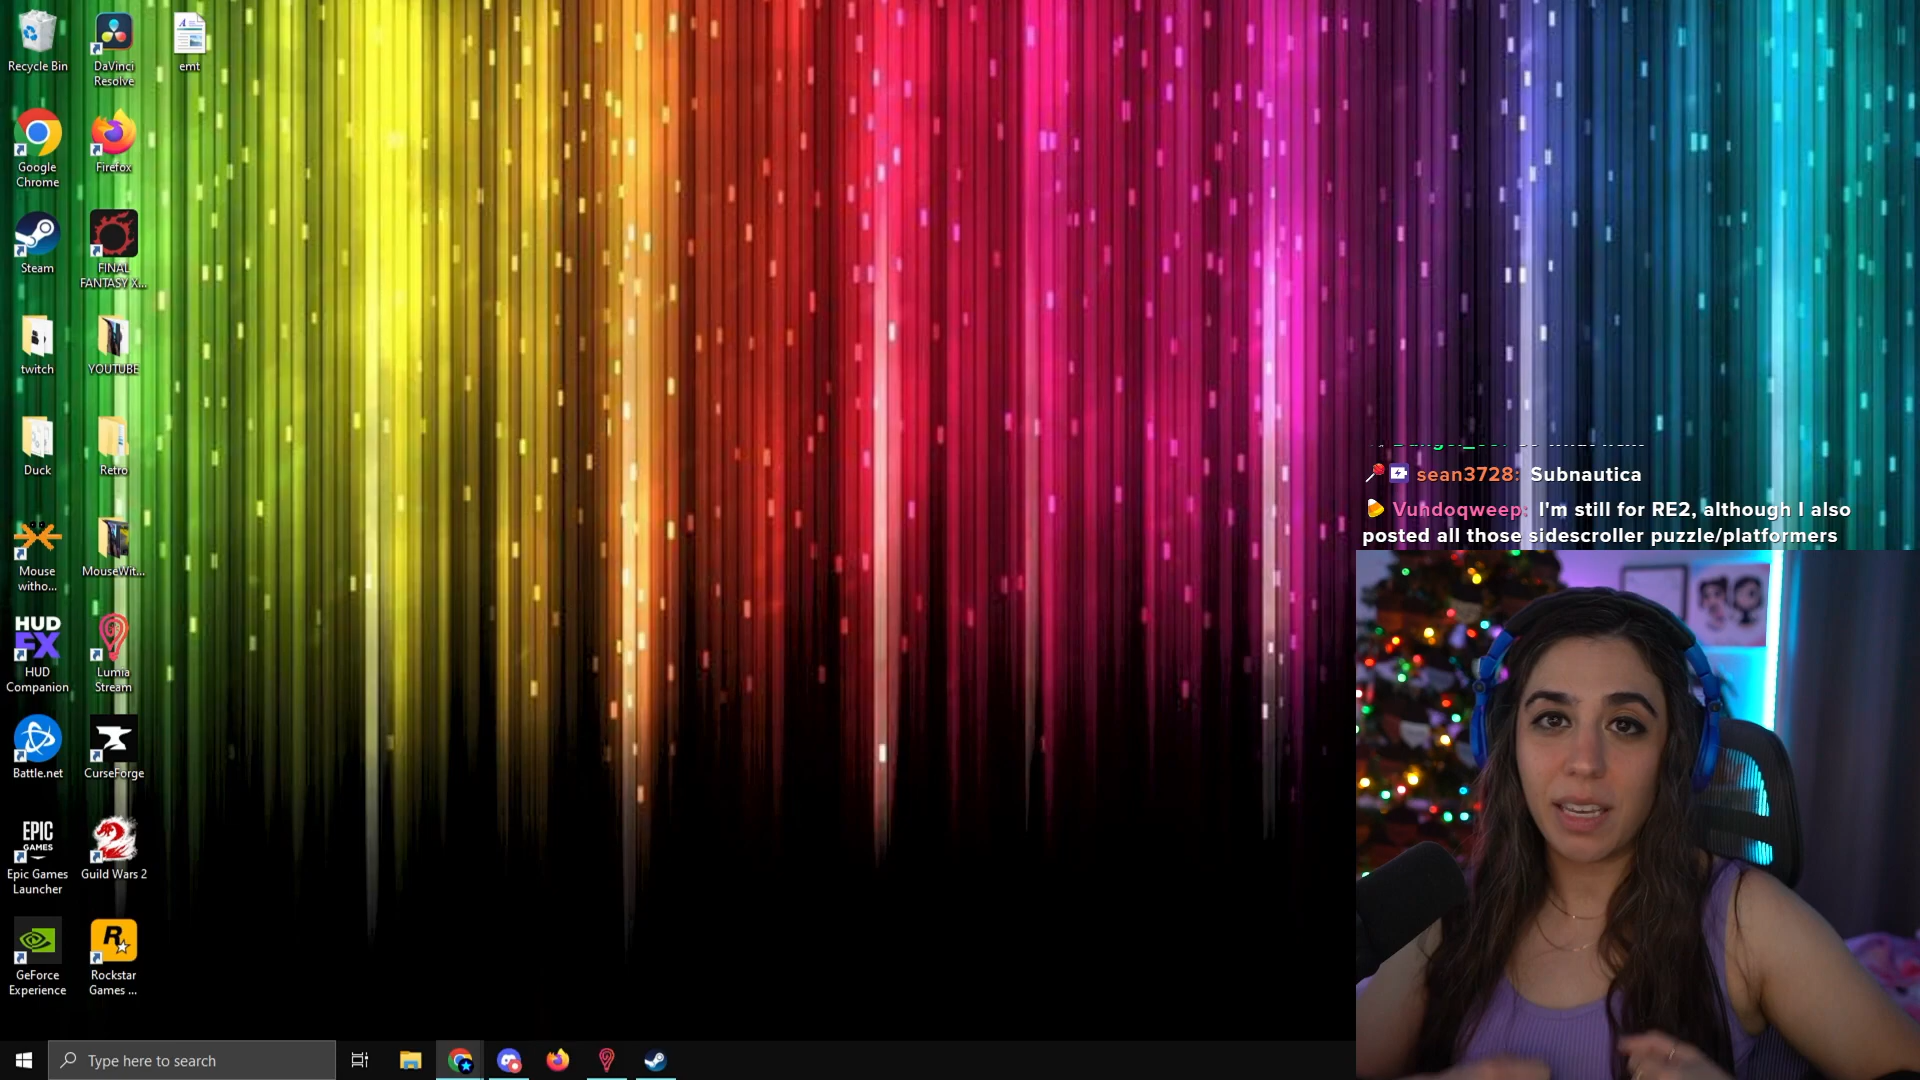 Recycle Bin
DaVinci
Resolve
emt
Google
Chrome
Firefox
Steam
FINAL
FANTASY X...
twitch
YOUTUBE
Duck
Retro
Mouse
witho...
MouseWit...
HUD
FX
HUD
Companion
Lumia
Stream
Battle.net
CurseForge
EPIC
GAMES
Epic Games
Launcher
Guild Wars 2
GeForce
Experience
R
Rockstar
Games ...
sean3728: Subnautica
Vundoqweep: I'm still for RE2, although I also
posted all those sidescroller puzzle/platformers
Type here to search